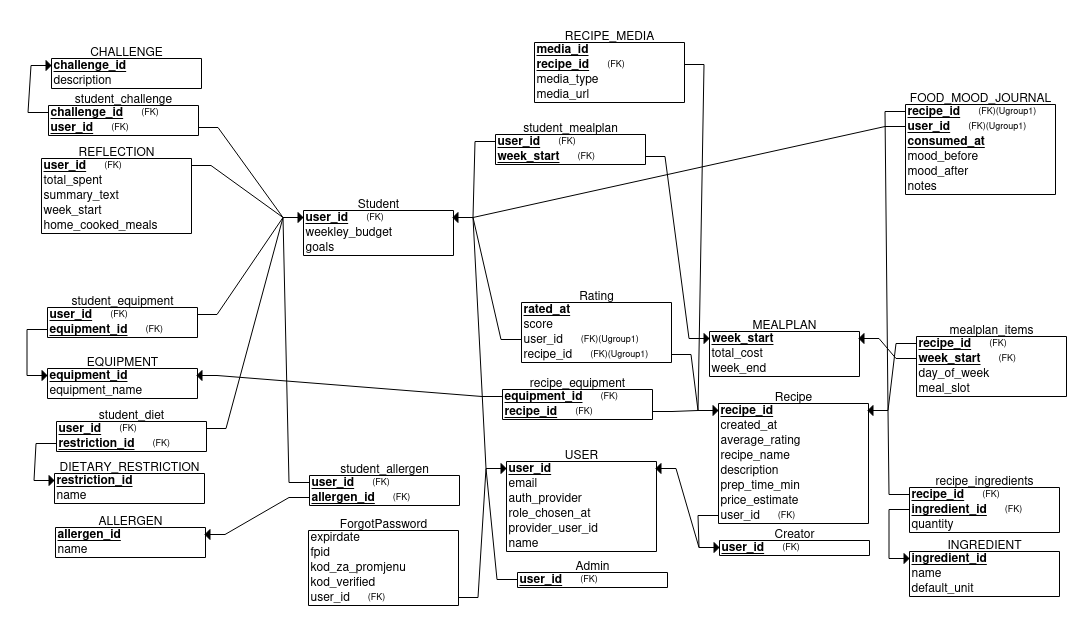 CHALLENGE
challenge_id
description
student_challenge
challenge_id (FK)
user_id (FK)
REFLECTION
user_id (FK)
total_spent
summary_text
week_start
home_cooked_meals
student_equipment
user_id (FK)
equipment_id (FK)
EQUIPMENT
equipment_id
equipment_name
student_diet
user_id (FK)
restriction_id (FK)
DIETARY_RESTRICTION
restriction_id
name
ALLERGEN
allergen_id
name
Student
user_id (FK)
weekley_budget
goals
student_allergen
user_id (FK)
allergen_id (FK)
ForgotPassword
expirdate
fpid
kod_za_promjenu
kod_verified
user_id (FK)
RECIPE_MEDIA
media_id
recipe_id (FK)
media_type
media_url
student_mealplan
user_id (FK)
week_start (FK)
Rating
rated_at
score
user_id (FK)(Ugroup1)
recipe_id (FK)(Ugroup1)
recipe_equipment
equipment_id (FK)
recipe_id (FK)
USER
user_id
email
auth_provider
role_chosen_at
provider_user_id
name
Admin
user_id (FK)
MEALPLAN
week_start
total_cost
week_end
Recipe
recipe_id
created_at
average_rating
recipe_name
description
prep_time_min
price_estimate
user_id (FK)
Creator
user_id (FK)
FOOD_MOOD_JOURNAL
recipe_id (FK)(Ugroup1)
user_id (FK)(Ugroup1)
consumed_at
mood_before
mood_after
notes
mealplan_items
recipe_id (FK)
week_start (FK)
day_of_week
meal_slot
recipe_ingredients
recipe_id (FK)
ingredient_id (FK)
quantity
INGREDIENT
ingredient_id
name
default_unit